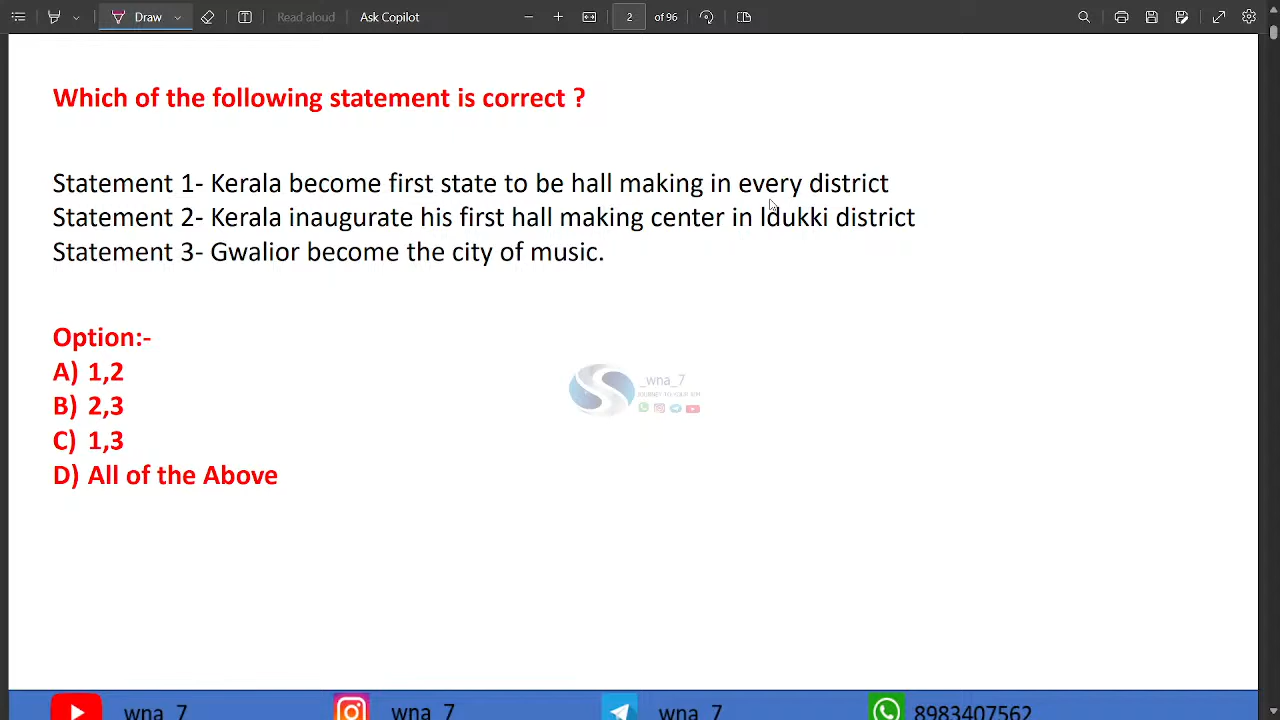 Draw
Read aloud
Ask Copilot
2
of 96
Which of the following statement is correct ?
Statement 1- Kerala become first state to be hall making in every district
Statement 2- Kerala inaugurate his first hall making center in Idukki district
Statement 3- Gwalior become the city of music.
Option:-
A) 1,2
B) 2,3
C) 1,3
D) All of the Above
_wna_7
wna_7
wna_7
wna_7
8983407562